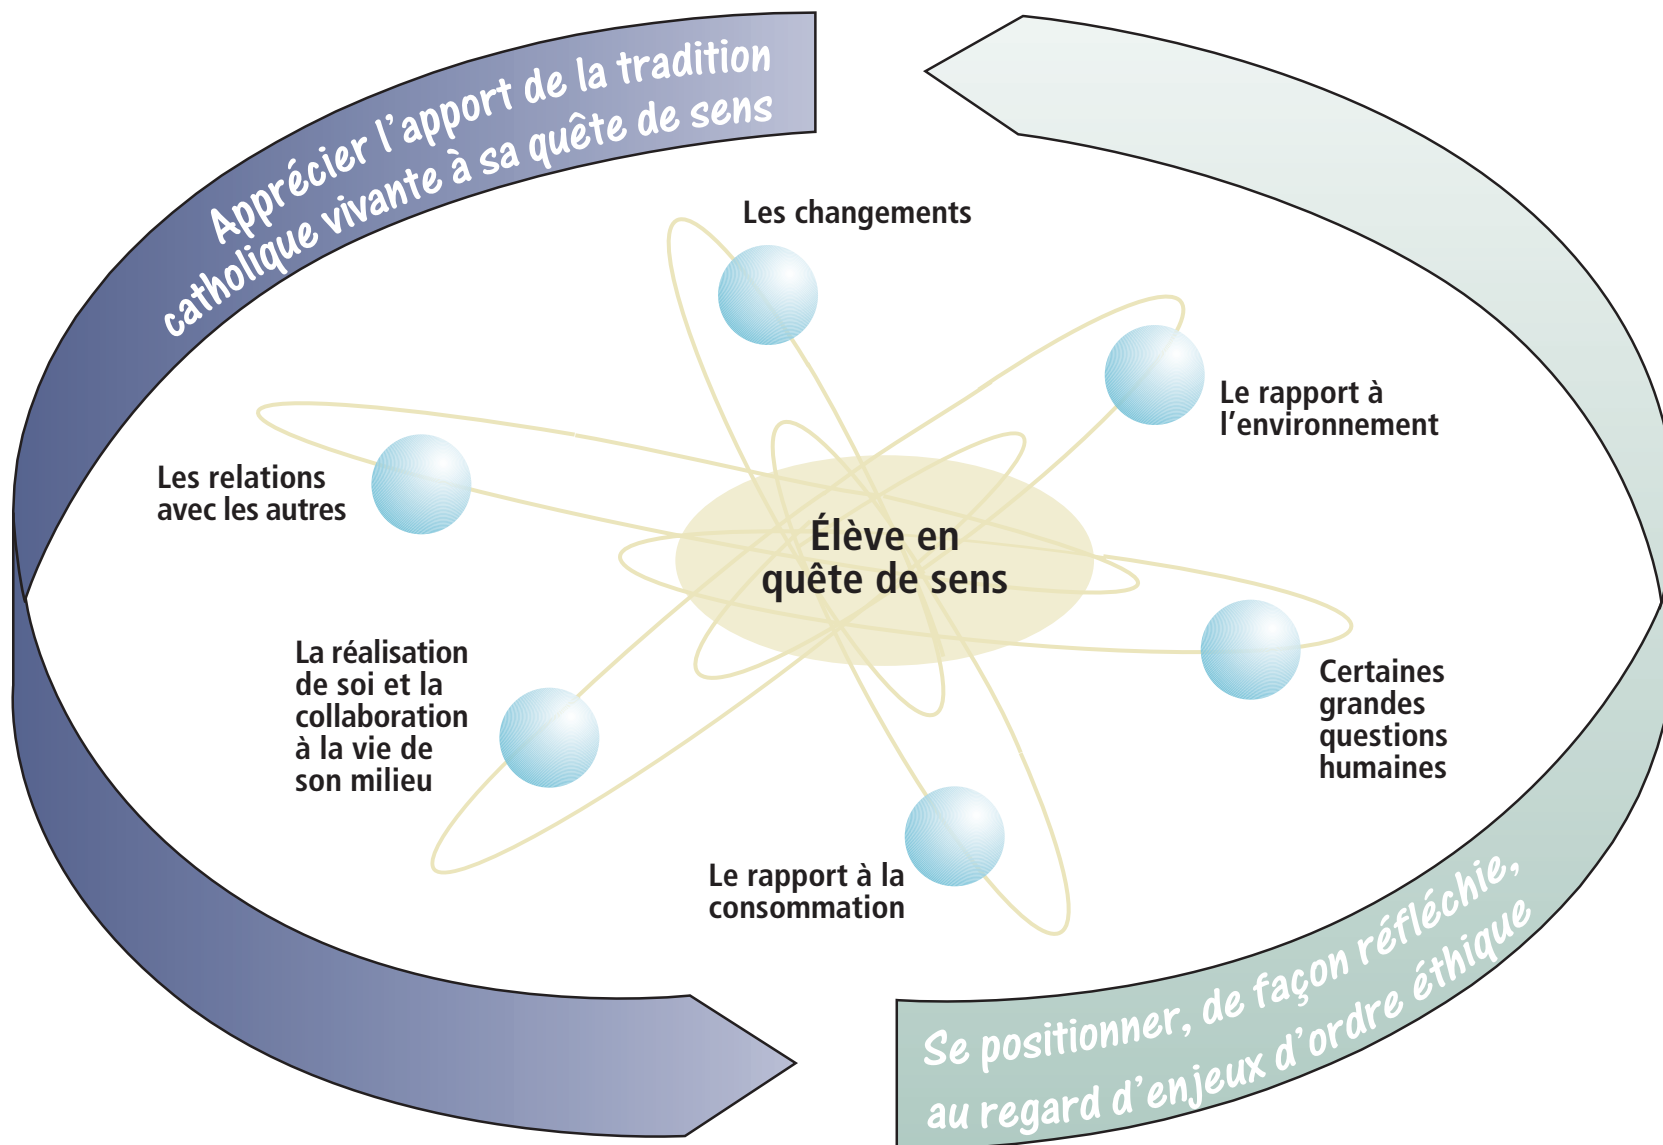 Apprécier l'apport de la tradition
catholique vivante à sa quête de sens
Les changements
Le rapport à
l'environnement
Les relations
avec les autres
Élève en
quête de sens
La réalisation
de soi et la
collaboration
à la vie de
son milieu
Certaines
grandes
questions
humaines
Le rapport à la
consommation
Se positionner, de façon réfléchie,
au regard d'enjeux d'ordre éthique